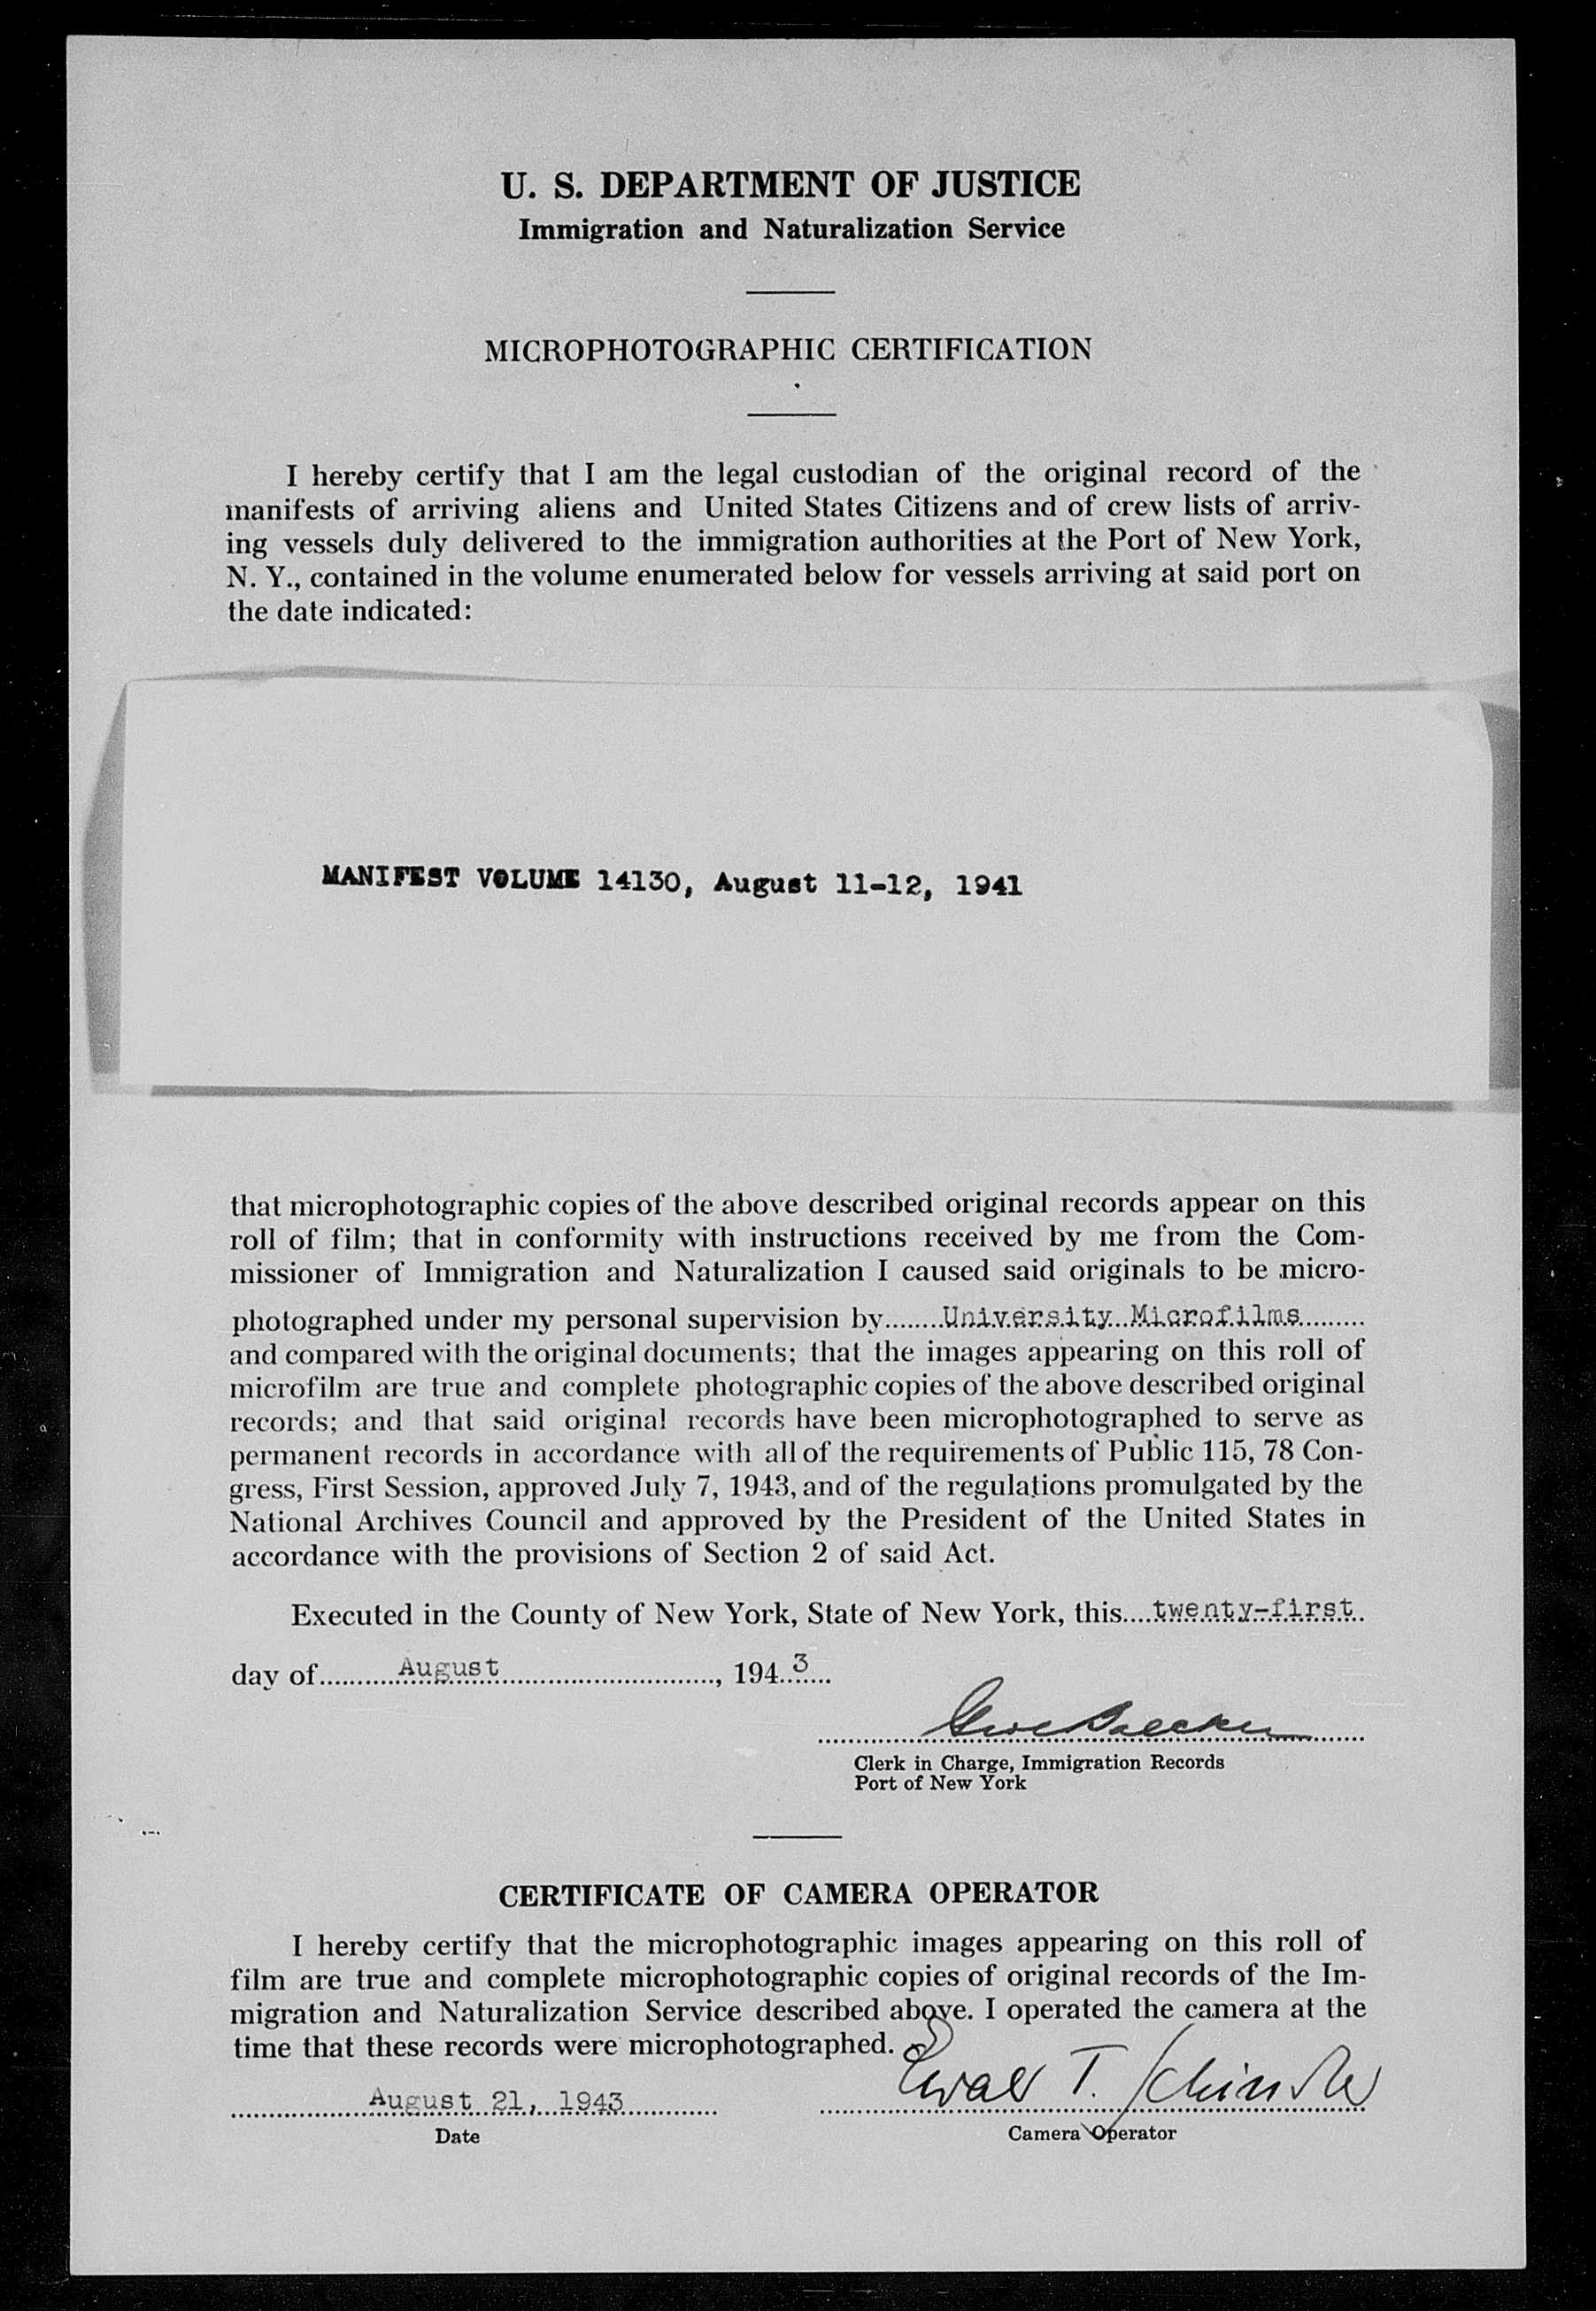 U. S. DEPARTMENT OF JUSTICE
Immigration and Naturalization Service
MICROPHOTOGRAPHIC CERTIFICATION
I hereby certify that I am the legal custodian of the original record of the
manifests of arriving aliens and United States Citizens and of crew lists of arriv-
ing vessels duly delivered to the immigration authorities at the Port of New York,
N. Y., contained in the volume enumerated below for vessels arriving at said port on
the date indicated:
MANIFEST VOLUME 14130, August 11-12, 1941
that microphotographic copies of the above described original records appear on this
roll of film; that in conformity with instructions received by me from the Com-
missioner of Immigration and Naturalization I caused said originals to be micro-
photographed under my personal supervision by........University Microfilms.........
and compared with the original documents; that the images appearing on this roll of
microfilm are true and complete photographic copies of the above described original
records; and that said original records have been microphotographed to serve as
permanent records in accordance with all of the requirements of Public 115, 78 Con-
gress, First Session, approved July 7, 1943, and of the regulations promulgated by the
National Archives Council and approved by the President of the United States in
accordance with the provisions of Section 2 of said Act.
Executed in the County of New York, State of New York, this....twenty-first..
day of...........August..............................., 194..3....
Clerk in Charge, Immigration Records
Port of New York
CERTIFICATE OF CAMERA OPERATOR
I hereby certify that the microphotographic images appearing on this roll of
film are true and complete microphotographic copies of original records of the Im-
migration and Naturalization Service described above. I operated the camera at the
time that these records were microphotographed.
August 21, 1943
T.
Date
Camera Operator